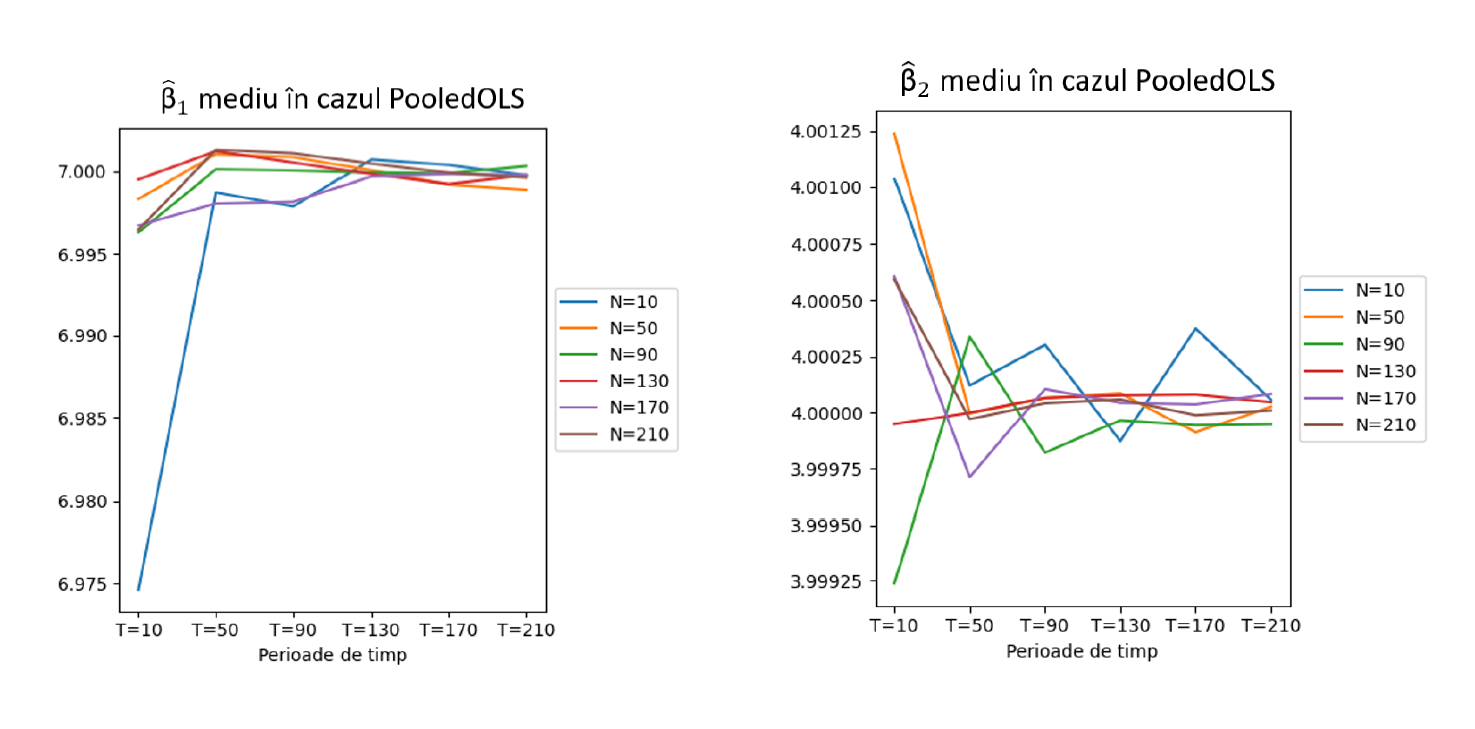 β̂₁ mediu în cazul PooledOLS
7.000
6.995
6.990
6.985
6.980
6.975
T=10 T=50 T=90 T=130 T=170 T=210
Perioade de timp
N=10
N=50
N=90
N=130
N=170
N=210
β̂₂ mediu în cazul PooledOLS
4.00125
4.00100
4.00075
4.00050
4.00025
4.00000
3.99975
3.99950
3.99925
T=10 T=50 T=90 T=130 T=170 T=210
Perioade de timp
N=10
N=50
N=90
N=130
N=170
N=210